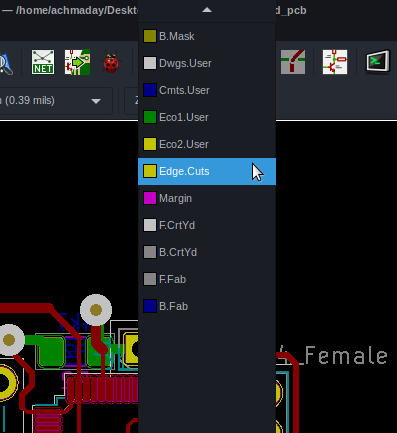 — /home/achmaday/Deskt
d_pcb
NET
(0.39 mils)
B.Mask
Dwgs.User
Cmts.User
Eco1.User
Eco2.User
Edge.Cuts
Margin
F.CrtYd
B.CrtYd
F.Fab
B.Fab
_Female